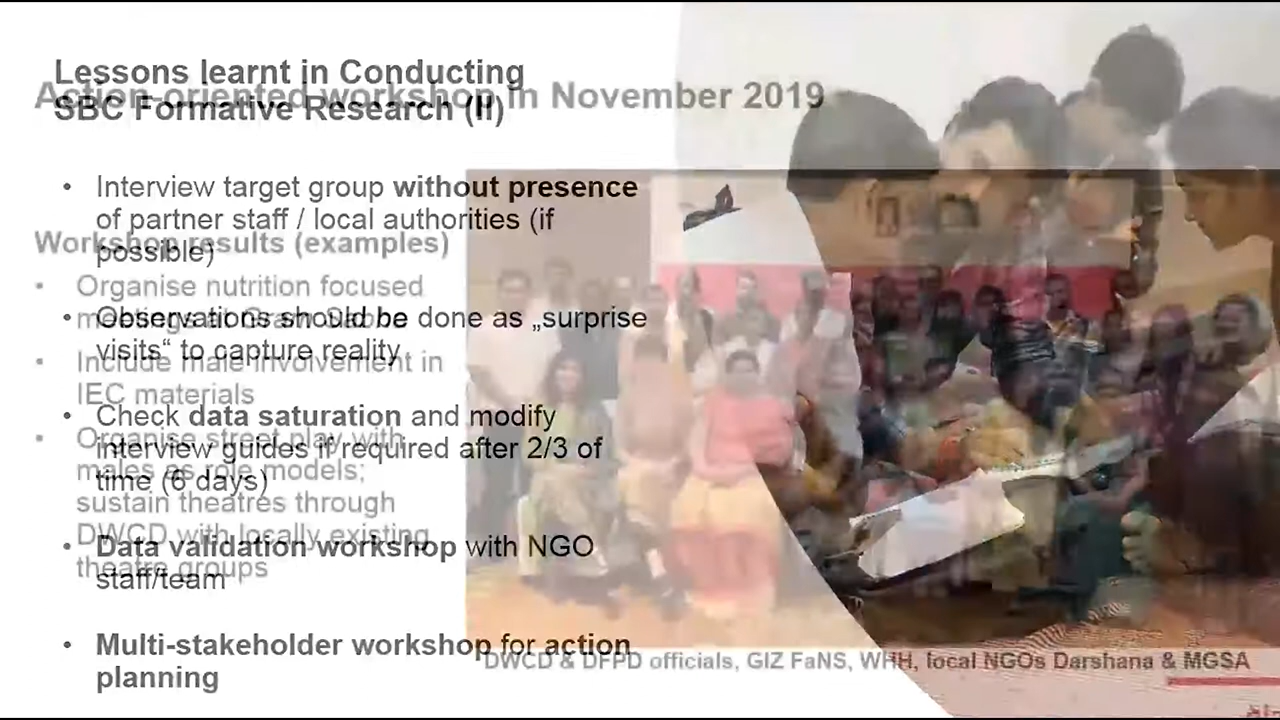 Lessons learnt in Conducting
SBC Formative Research (II)
• Interview target group without presence
of partner staff / local authorities (if
possible)
• Observations should be done as „surprise
visits“ to capture reality
• Check data saturation and modify
interview guides if required after 2/3 of
time (6 days)
• Data validation workshop with NGO
staff/team
• Multi-stakeholder workshop for action
planning
Action-oriented workshop in November 2019
Workshop results (examples)
• Organise nutrition focused
meetings at Gram Sabha
• Include male involvement in
IEC materials
• Organise street play with
males as role models;
sustain theatres through
DWCD with locally existing
theatre groups
DWCD & DFPD officials, GIZ FaNS, WHH, local NGOs Darshana & MGSA